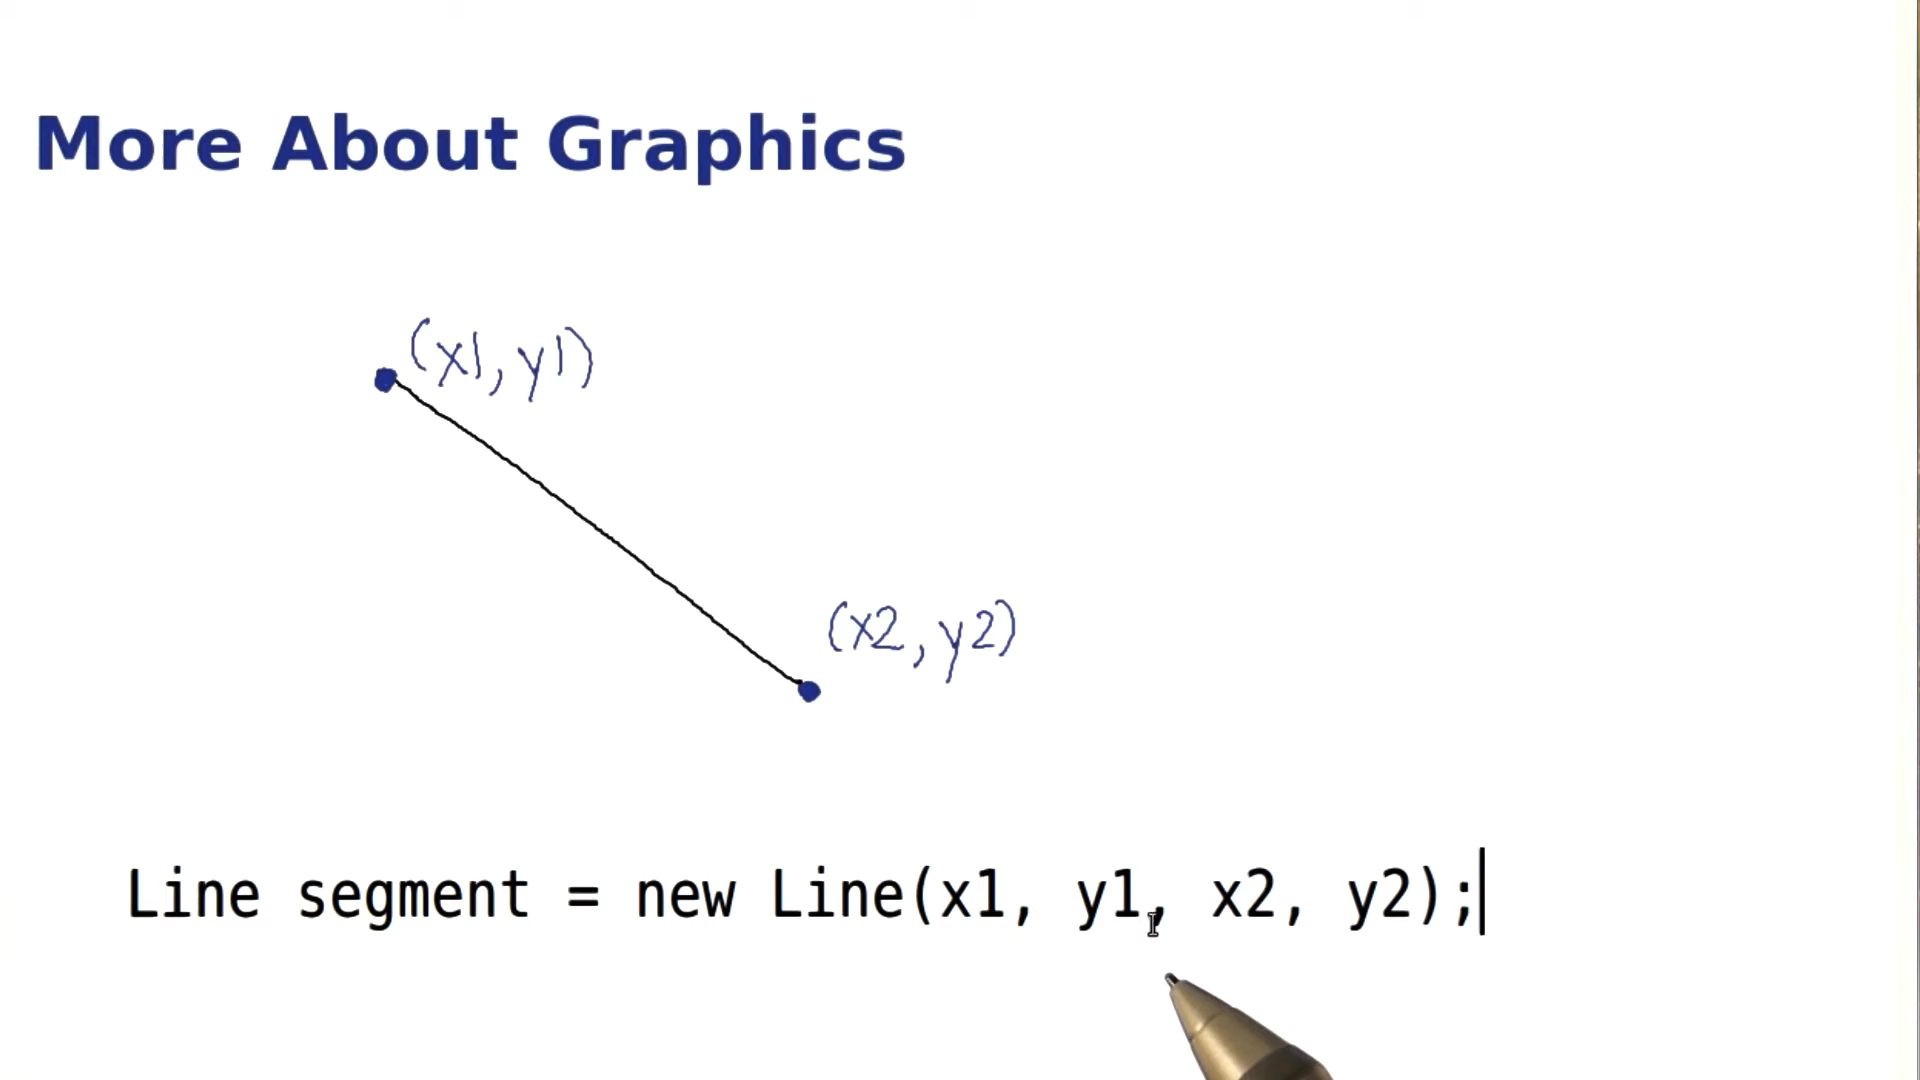 More About Graphics
(x1, y1)
(x2, y2)
Line segment = new Line(x1, y1, x2, y2);